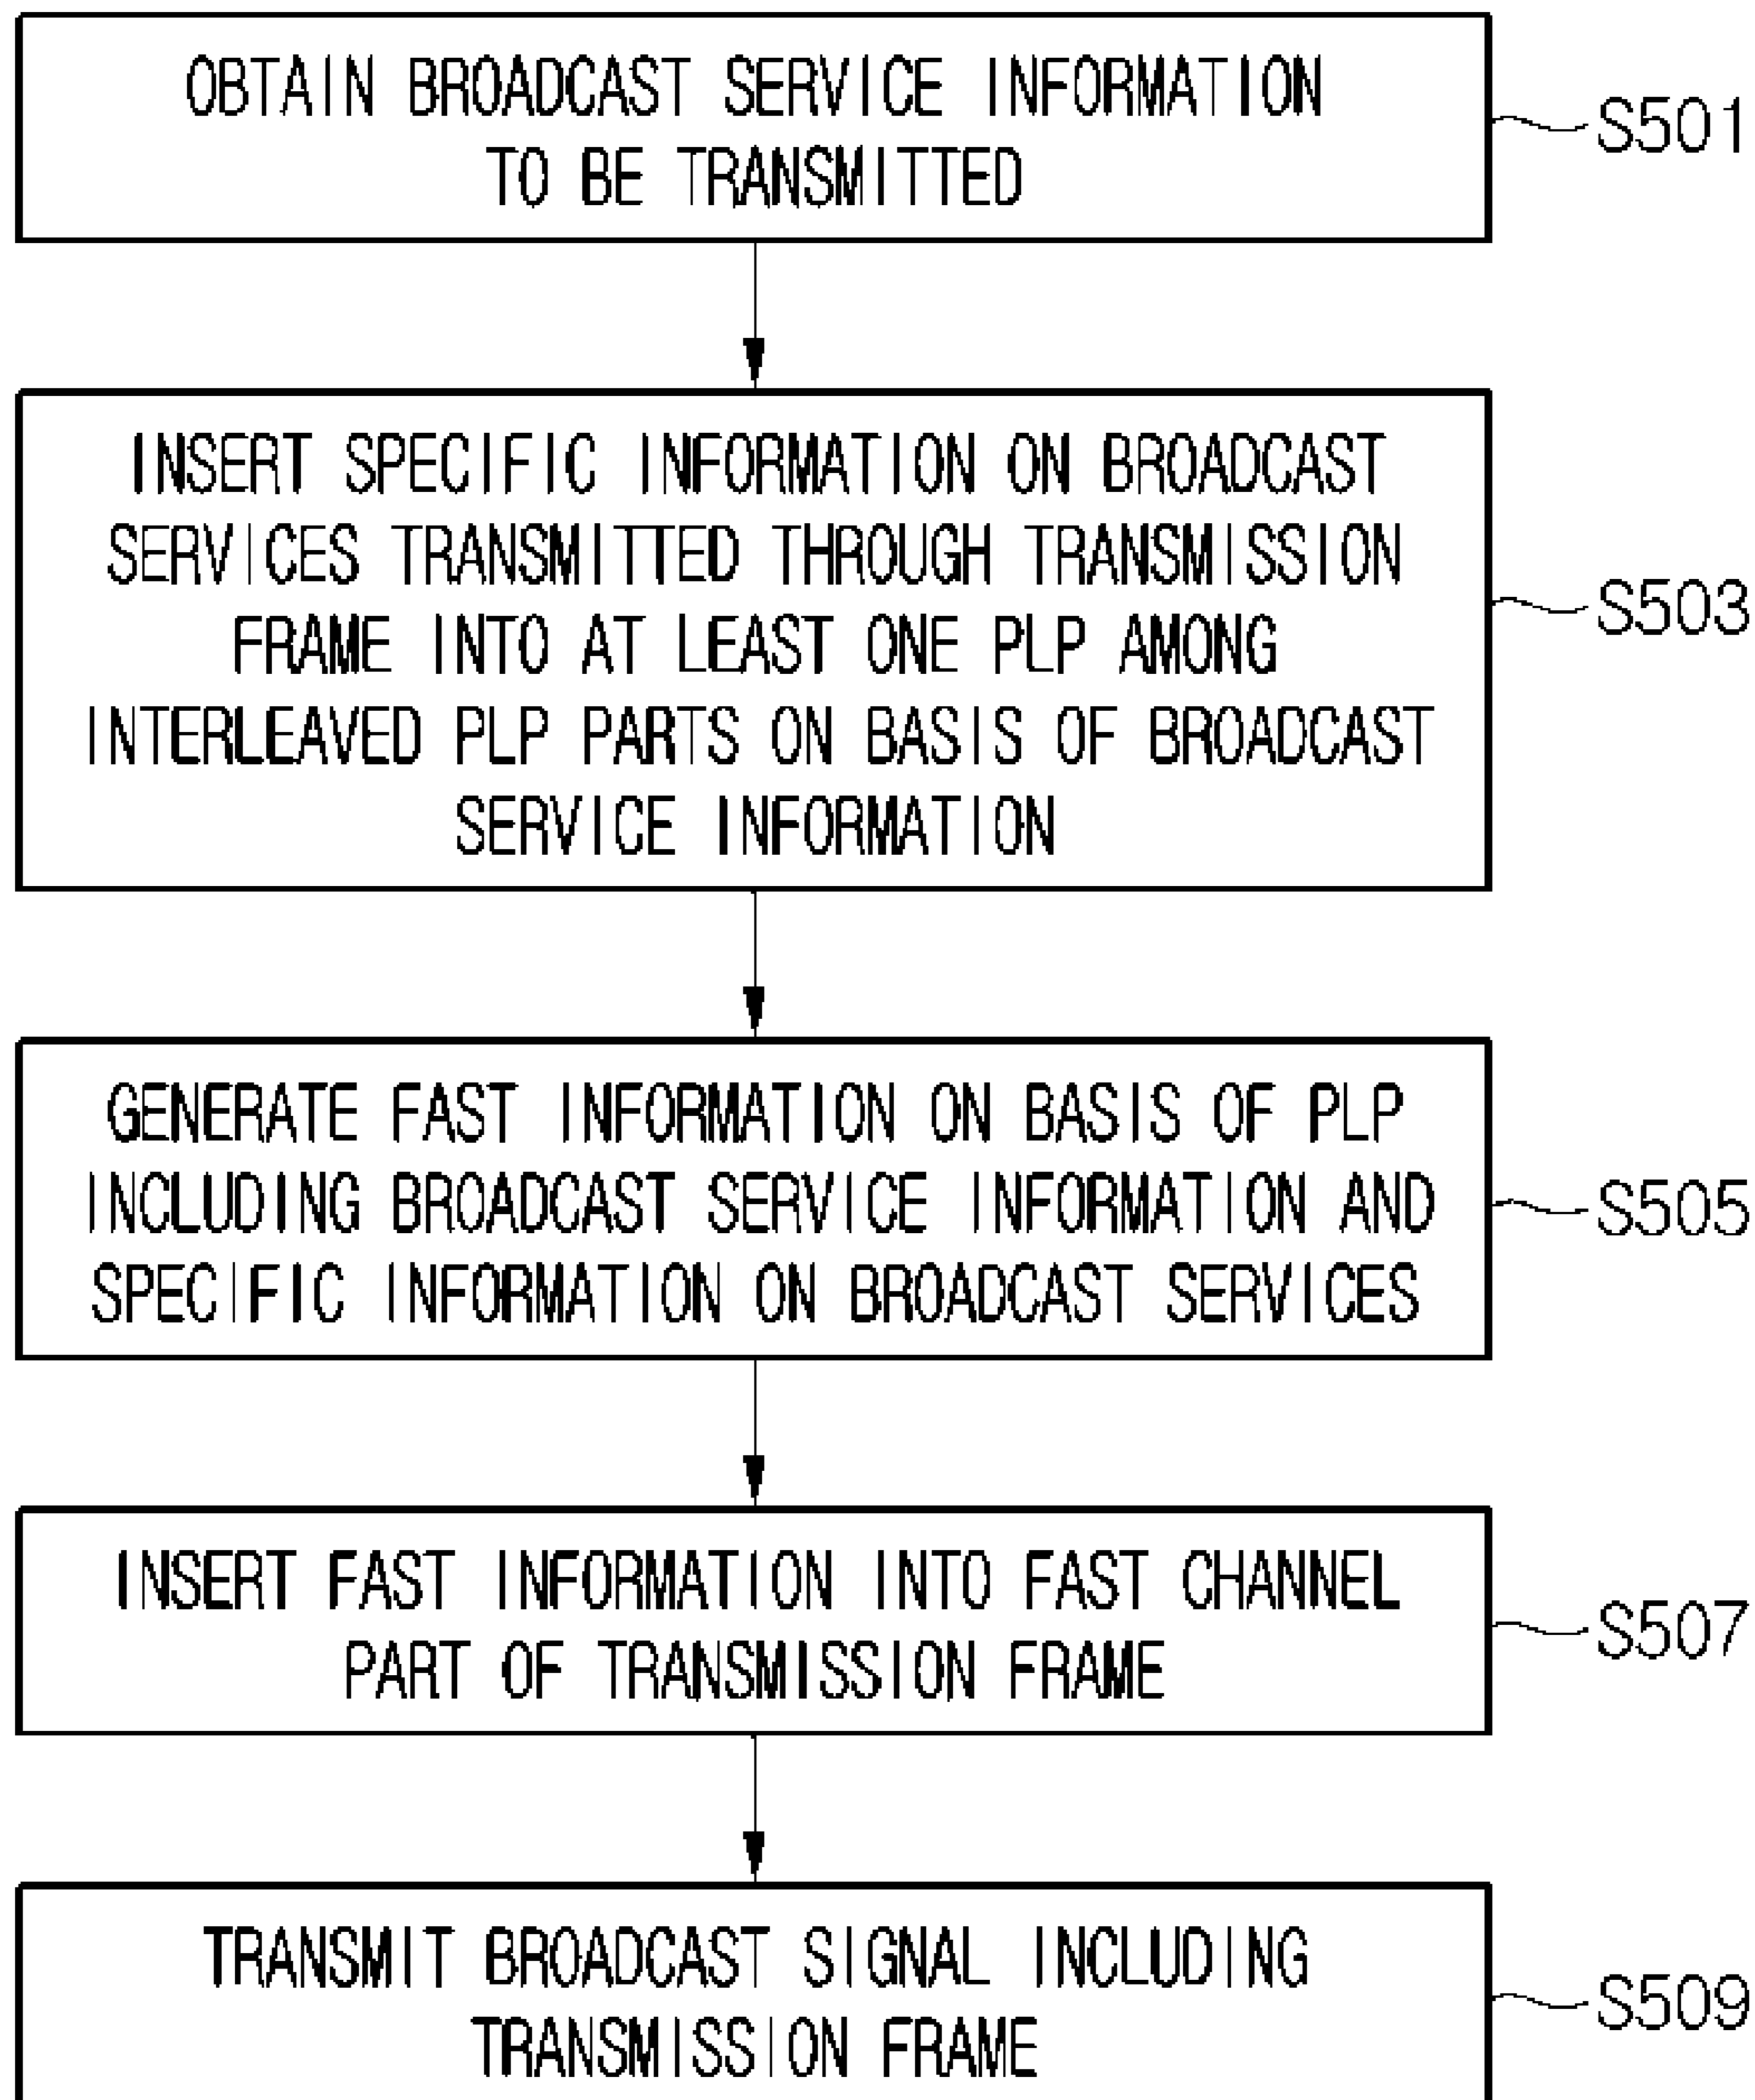 OBTAIN BROADCAST SERVICE INFORMATION
TO BE TRANSMITTED
S501
INSERT SPECIFIC INFORMATION ON BROADCAST
SERVICES TRANSMITTED THROUGH TRANSMISSION
FRAME INTO AT LEAST ONE PLP AMONG
INTERLEAVED PLP PARTS ON BASIS OF BROADCAST
SERVICE INFORMATION
S503
GENERATE FAST INFORMATION ON BASIS OF PLP
INCLUDING BROADCAST SERVICE INFORMATION AND
SPECIFIC INFORMATION ON BROADCAST SERVICES
S505
INSERT FAST INFORMATION INTO FAST CHANNEL
PART OF TRANSMISSION FRAME
S507
TRANSMIT BROADCAST SIGNAL INCLUDING
TRANSMISSION FRAME
S509